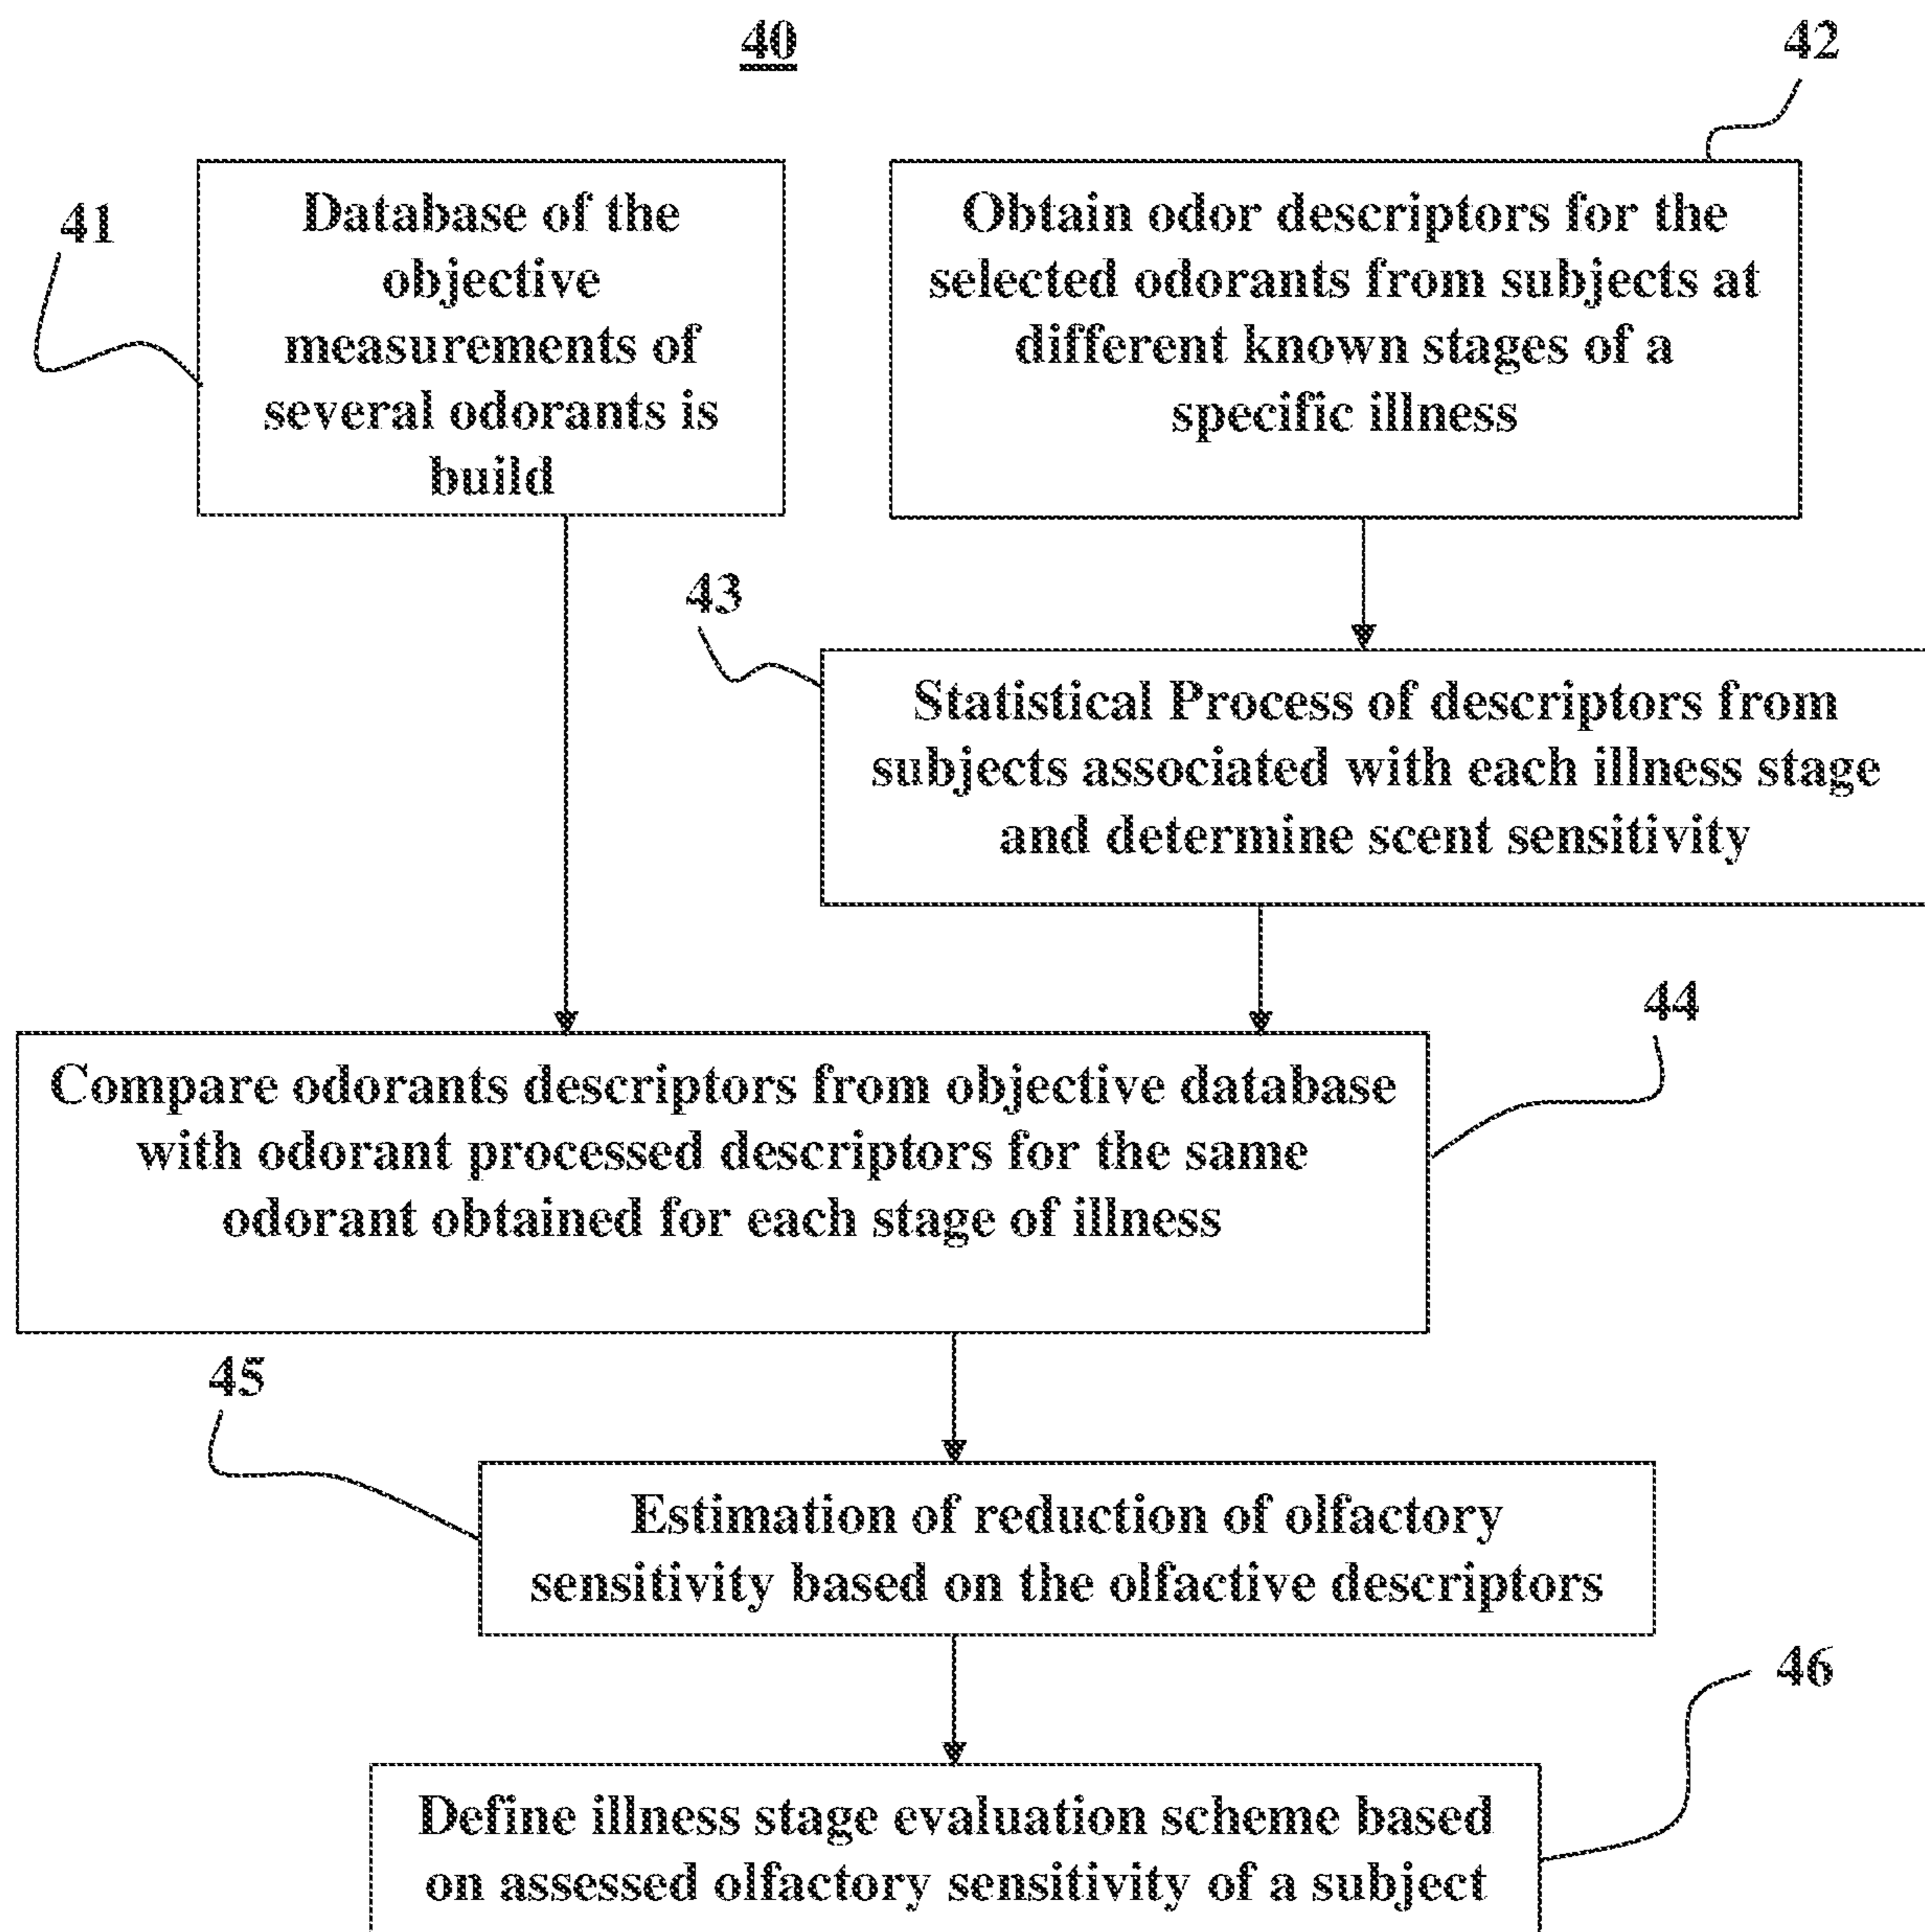 40
42
41
Database of the
objective
measurements of
several odorants is
build
Obtain odor descriptors for the
selected odorants from subjects at
different known stages of a
specific illness
43
Statistical Process of descriptors from
subjects associated with each illness stage
and determine scent sensitivity
44
Compare odorants descriptors from objective database
with odorant processed descriptors for the same
odorant obtained for each stage of illness
45
Estimation of reduction of olfactory
sensitivity based on the olfactive descriptors
46
Define illness stage evaluation scheme based
on assessed olfactory sensitivity of a subject